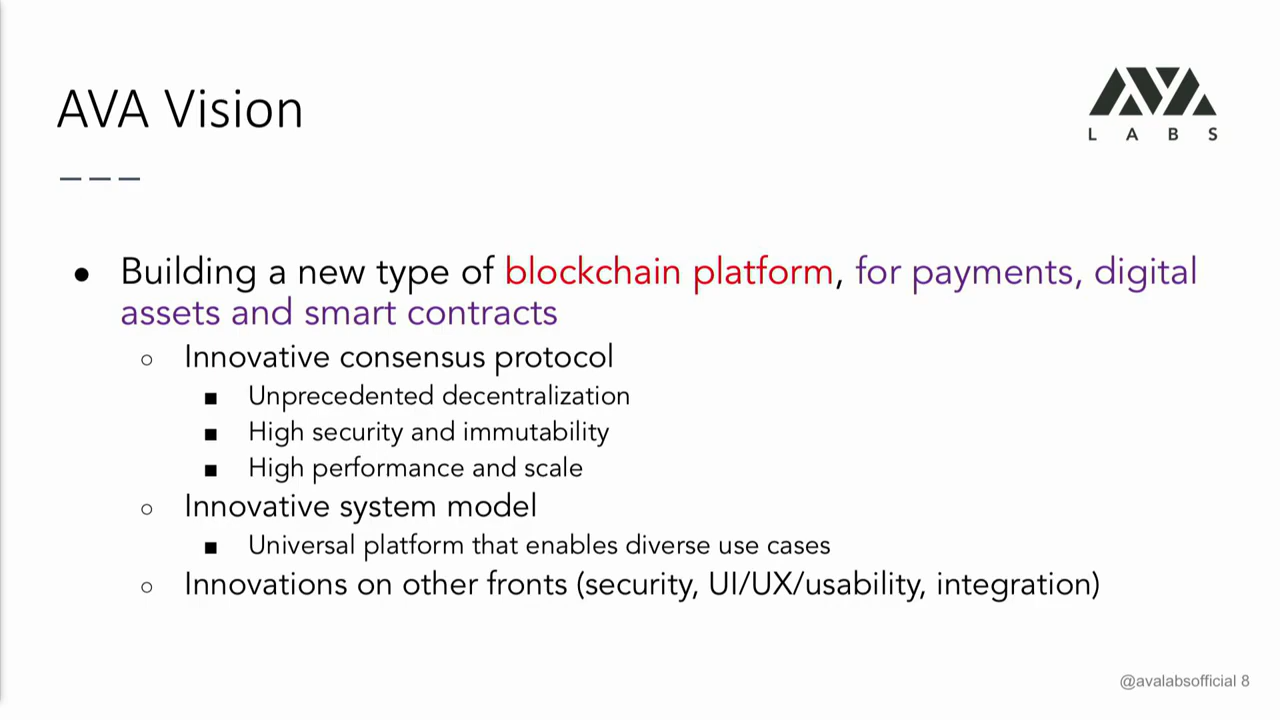 AVA Vision
AVA
LABS
● Building a new type of blockchain platform, for payments, digital
assets and smart contracts
○ Innovative consensus protocol
■ Unprecedented decentralization
■ High security and immutability
■ High performance and scale
○ Innovative system model
■ Universal platform that enables diverse use cases
○ Innovations on other fronts (security, UI/UX/usability, integration)
@avalabsofficial 8